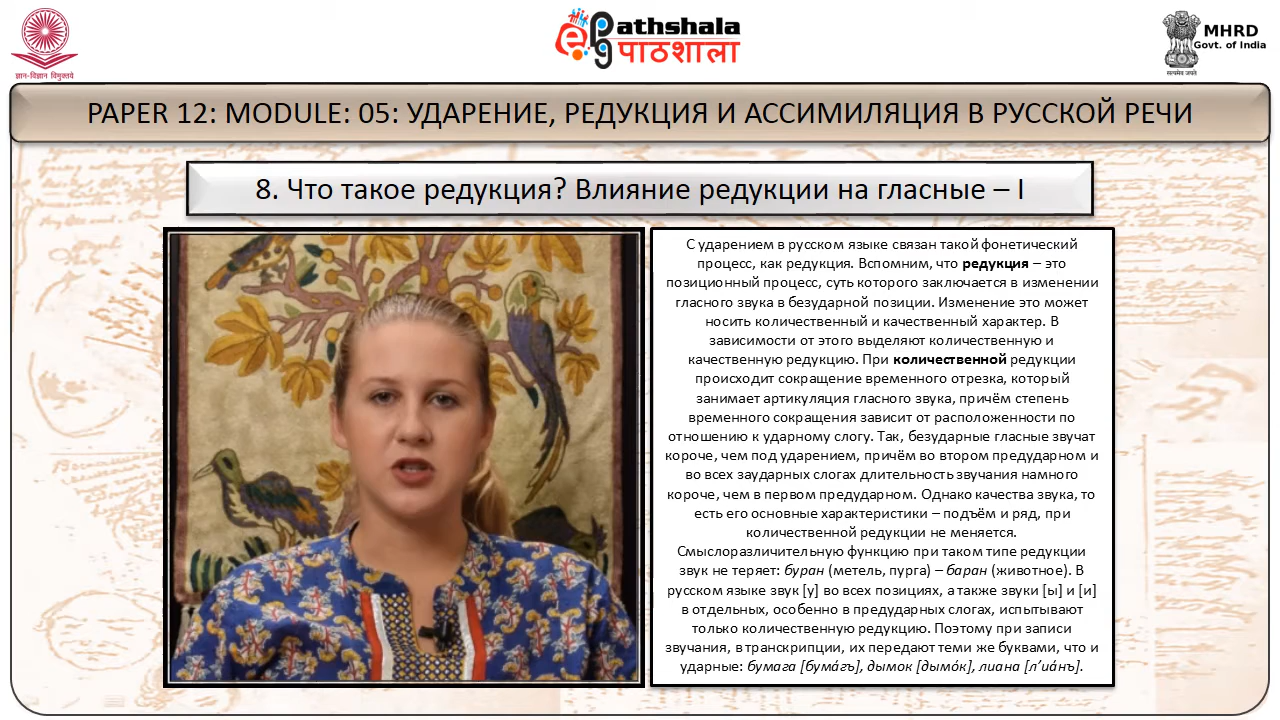 ज्ञान-विज्ञान विमुक्तये
ePathshala
पाठशाला
MHRD
Govt. of India
सत्यमेव जयते
PAPER 12: MODULE: 05: УДАРЕНИЕ, РЕДУКЦИЯ И АССИМИЛЯЦИЯ В РУССКОЙ РЕЧИ
8. Что такое редукция? Влияние редукции на гласные – I
С ударением в русском языке связан такой фонетический
процесс, как редукция. Вспомним, что редукция – это
позиционный процесс, суть которого заключается в изменении
гласного звука в безударной позиции. Изменение это может
носить количественный и качественный характер. В
зависимости от этого выделяют количественную и
качественную редукцию. При количественной редукции
происходит сокращение временного отрезка, который
занимает артикуляция гласного звука, причём степень
временного сокращения зависит от расположенности по
отношению к ударному слогу. Так, безударные гласные звучат
короче, чем под ударением, причём во втором предударном и
во всех заударных слогах длительность звучания намного
короче, чем в первом предударном. Однако качества звука, то
есть его основные характеристики – подъём и ряд, при
количественной редукции не меняется.
Смыслоразличительную функцию при таком типе редукции
звук не теряет: буран (метель, пурга) – баран (животное). В
русском языке звук [у] во всех позициях, а также звуки [ы] и [и]
в отдельных, особенно в предударных слогах, испытывают
только количественную редукцию. Поэтому при записи
звучания, в транскрипции, их передают теми же буквами, что и
ударные: бумага [бума́гъ], дымок [дымо́к], лиана [л’иа́нъ].